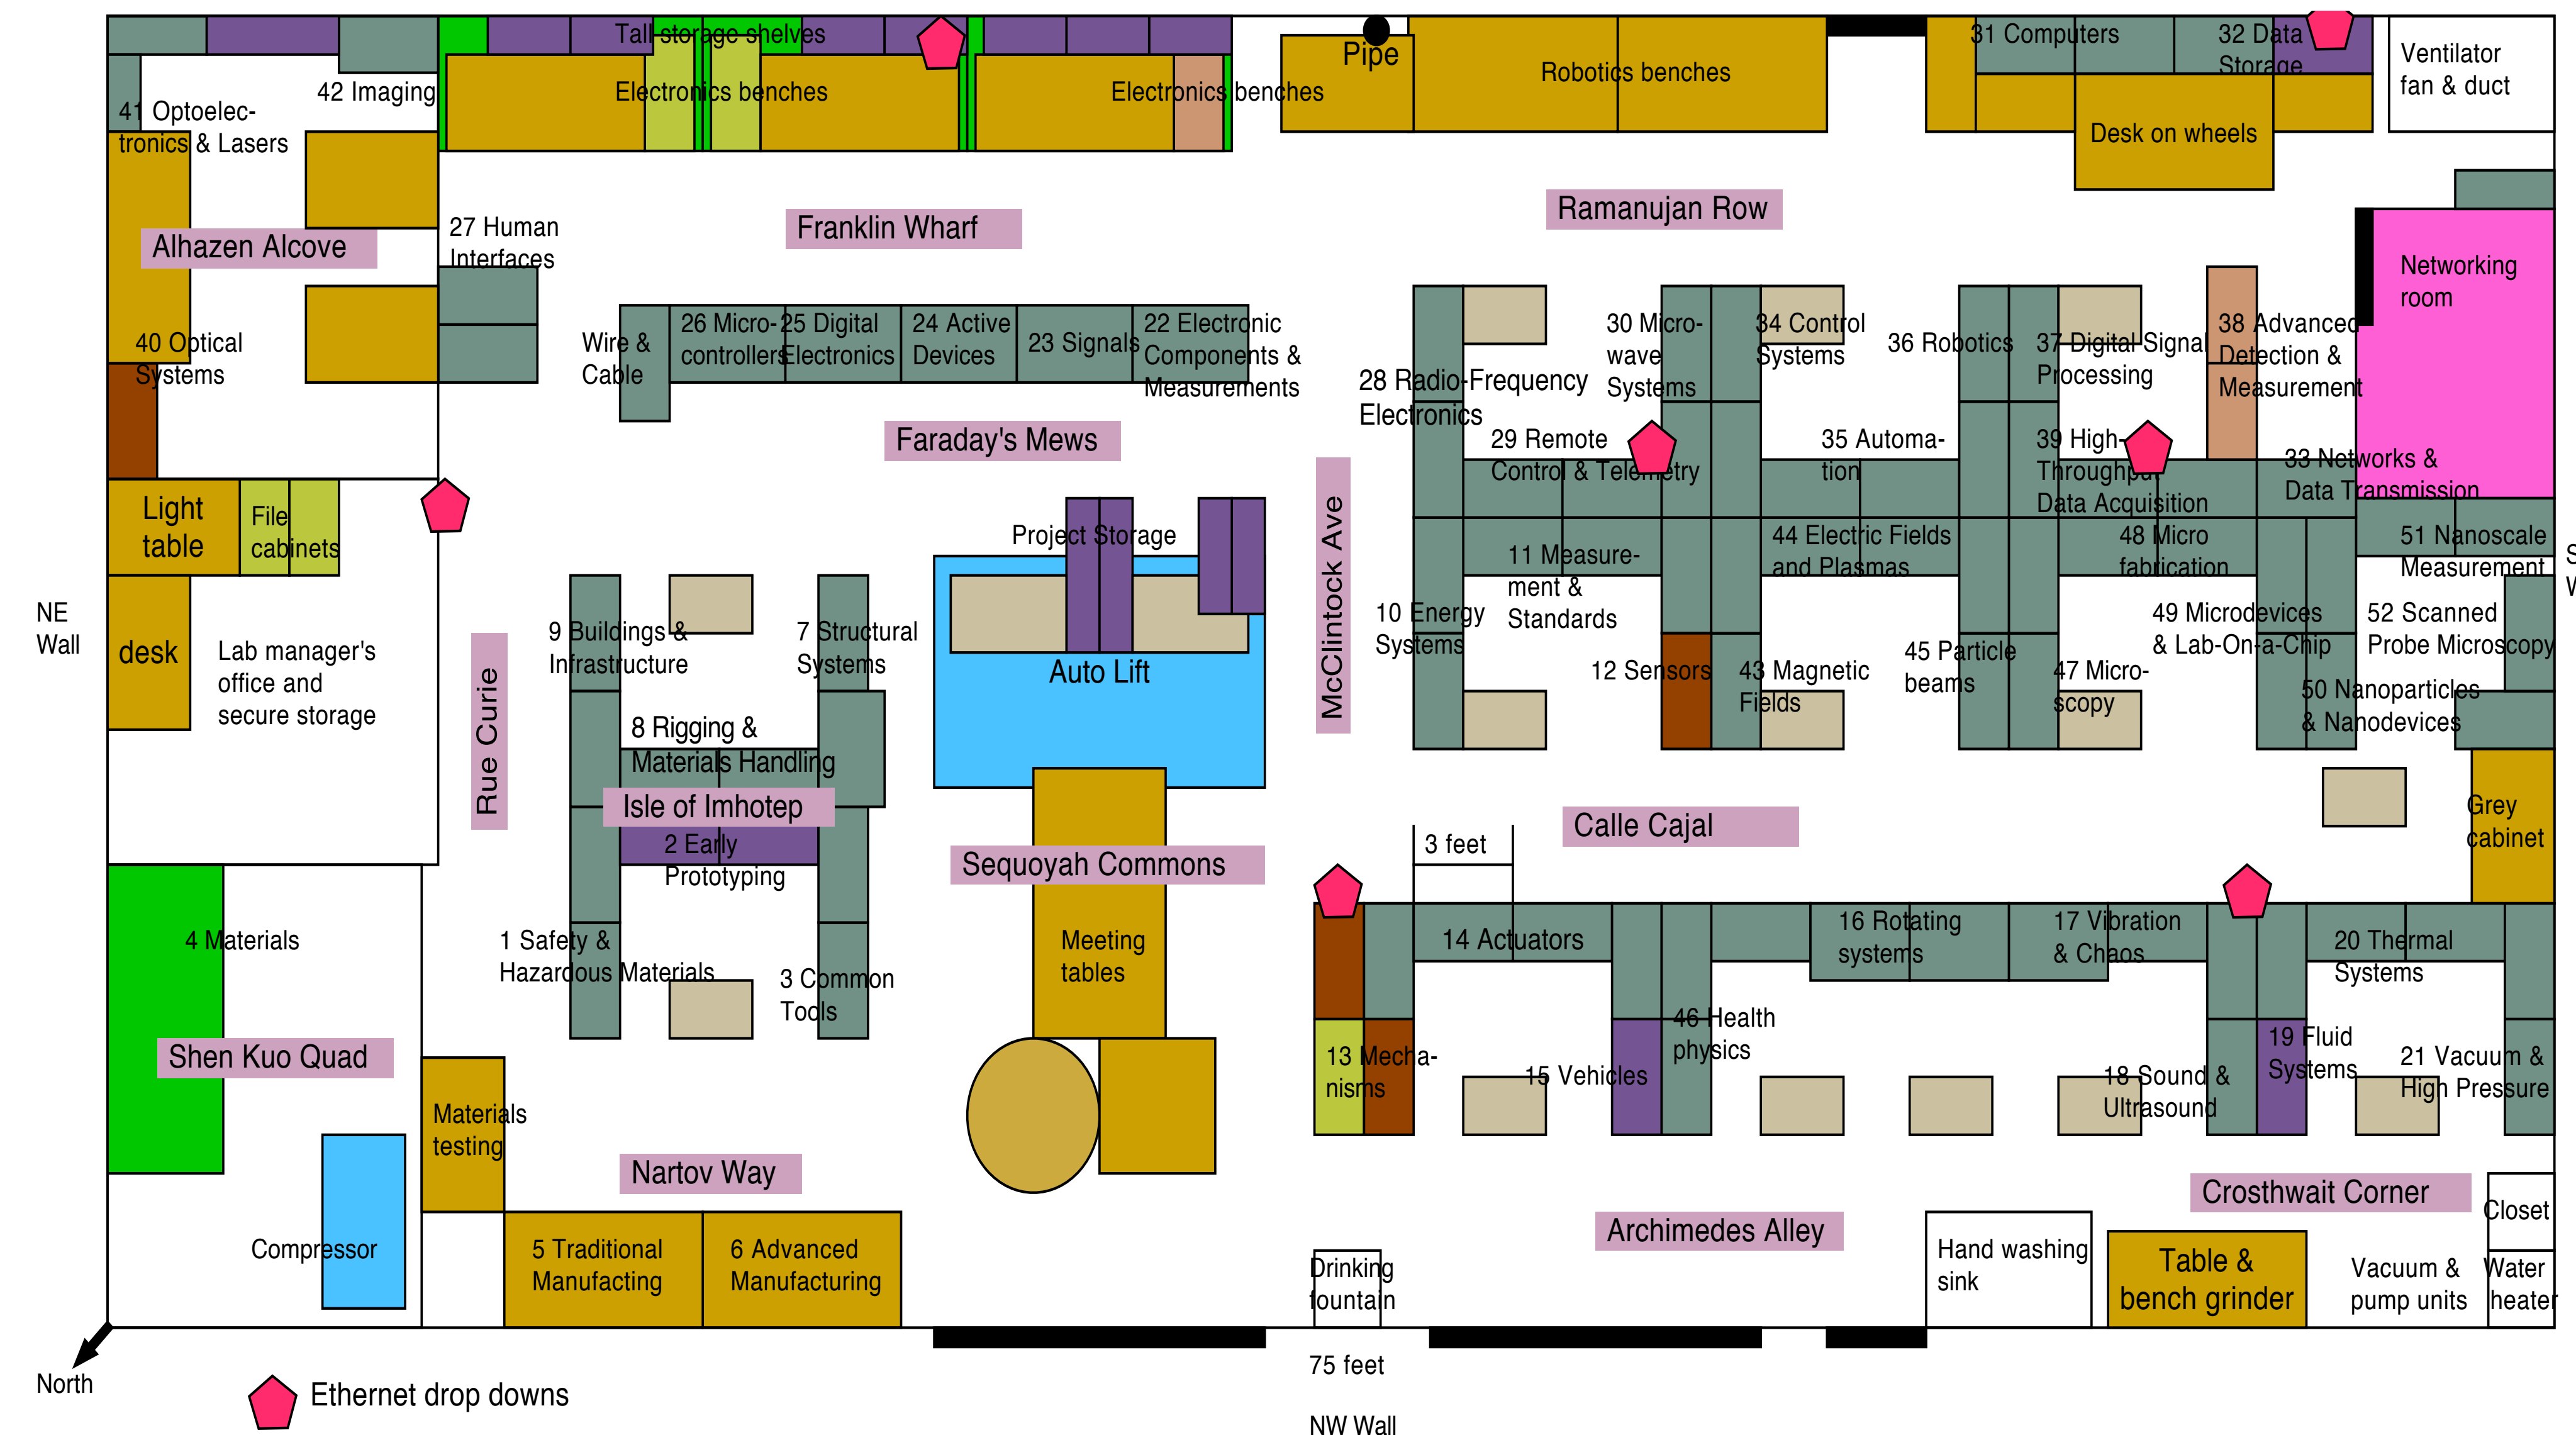 Tall storage shelves
Pipe
31 Computers
32 Data
Storage
Ventilator
fan & duct
42 Imaging
Electronics benches
Electronics benches
Robotics benches
Desk on wheels
41 Optoelec-
tronics & Lasers
Alhazen Alcove
27 Human
Interfaces
Franklin Wharf
Ramanujan Row
Networking
room
40 Optical
Systems
Wire &
Cable
26 Micro-
controllers
25 Digital
Electronics
24 Active
Devices
23 Signals
22 Electronic
Components &
Measurements
28 Radio-Frequency
Electronics
30 Micro-
wave
Systems
34 Control
Systems
36 Robotics
37 Digital Signal
Processing
38 Advanced
Detection &
Measurement
Faraday's Mews
29 Remote
Control & Telemetry
35 Automa-
tion
39 High-
Throughput
Data Acquisition
33 Networks &
Data Transmission
Light
table
File
cabinets
Project Storage
McClintock Ave
11 Measure-
ment &
Standards
44 Electric Fields
and Plasmas
48 Micro
fabrication
51 Nanoscale
Measurement
S
W
NE
Wall
desk
Lab manager's
office and
secure storage
Rue Curie
9 Buildings &
Infrastructure
7 Structural
Systems
Auto Lift
10 Energy
Systems
12 Sensors
43 Magnetic
Fields
45 Particle
beams
47 Micro-
scopy
49 Microdevices
& Lab-On-a-Chip
52 Scanned
Probe Microscopy
50 Nanoparticles
& Nanodevices
8 Rigging &
Materials Handling
Isle of Imhotep
2 Early
Prototyping
Sequoyah Commons
3 feet
Calle Cajal
Grey
cabinet
4 Materials
1 Safety &
Hazardous Materials
3 Common
Tools
Meeting
tables
14 Actuators
16 Rotating
systems
17 Vibration
& Chaos
20 Thermal
Systems
Shen Kuo Quad
13 Mecha-
nisms
15 Vehicles
46 Health
physics
18 Sound &
Ultrasound
19 Fluid
Systems
21 Vacuum &
High Pressure
Materials
testing
Nartov Way
Crosthwait Corner
Archimedes Alley
Closet
Compressor
5 Traditional
Manufacting
6 Advanced
Manufacturing
Drinking
fountain
Hand washing
sink
Table &
bench grinder
Vacuum &
pump units
Water
heater
North
Ethernet drop downs
75 feet
NW Wall